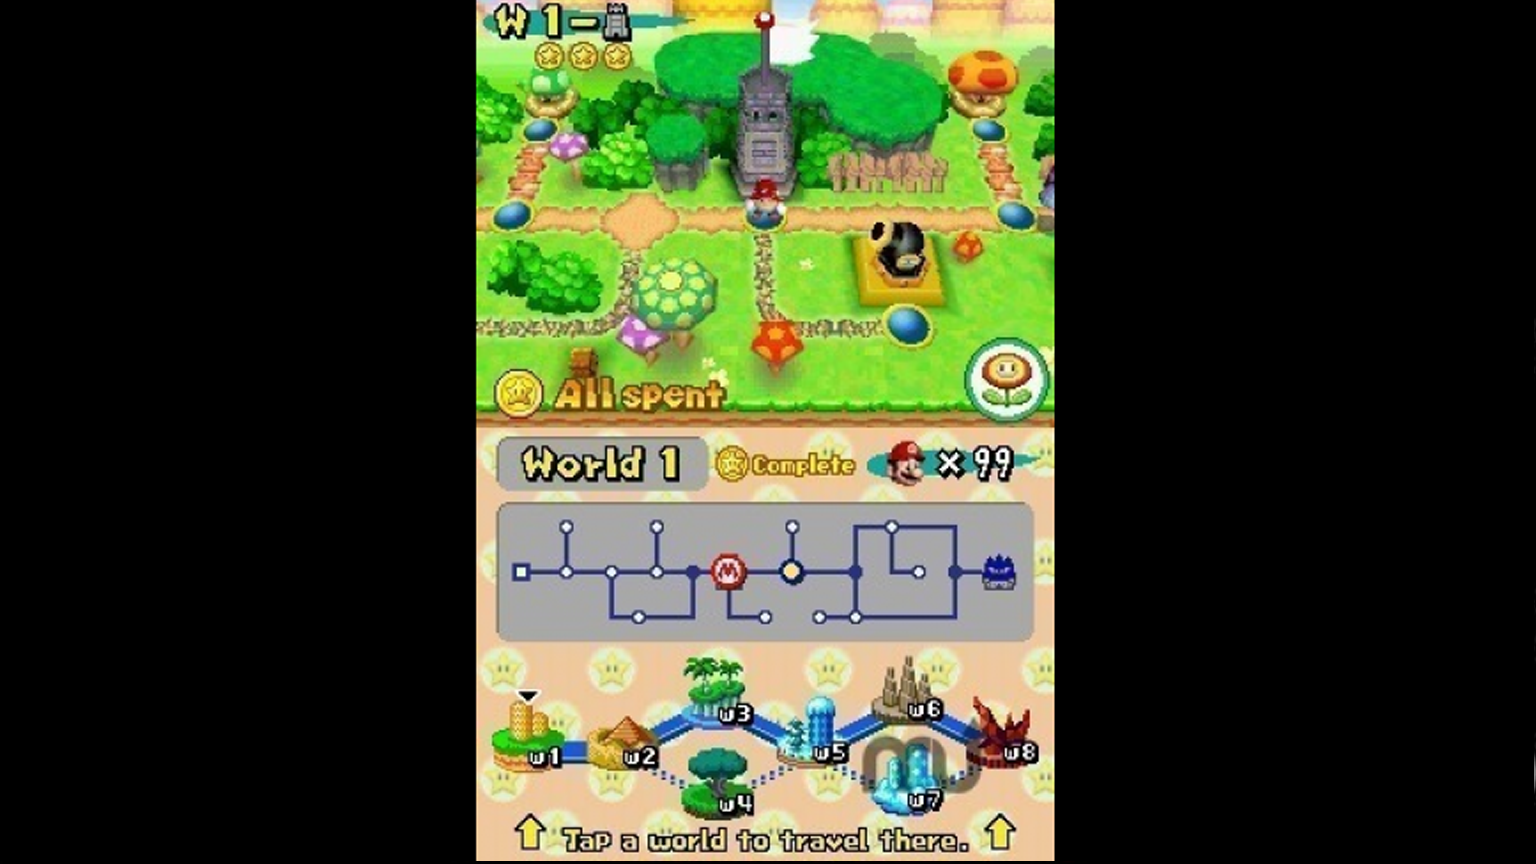 W 1-
All spent
World 1
Complete
× 99
M
w1
w2
w3
w4
w5
w6
w7
w8
Tap a world to travel there.